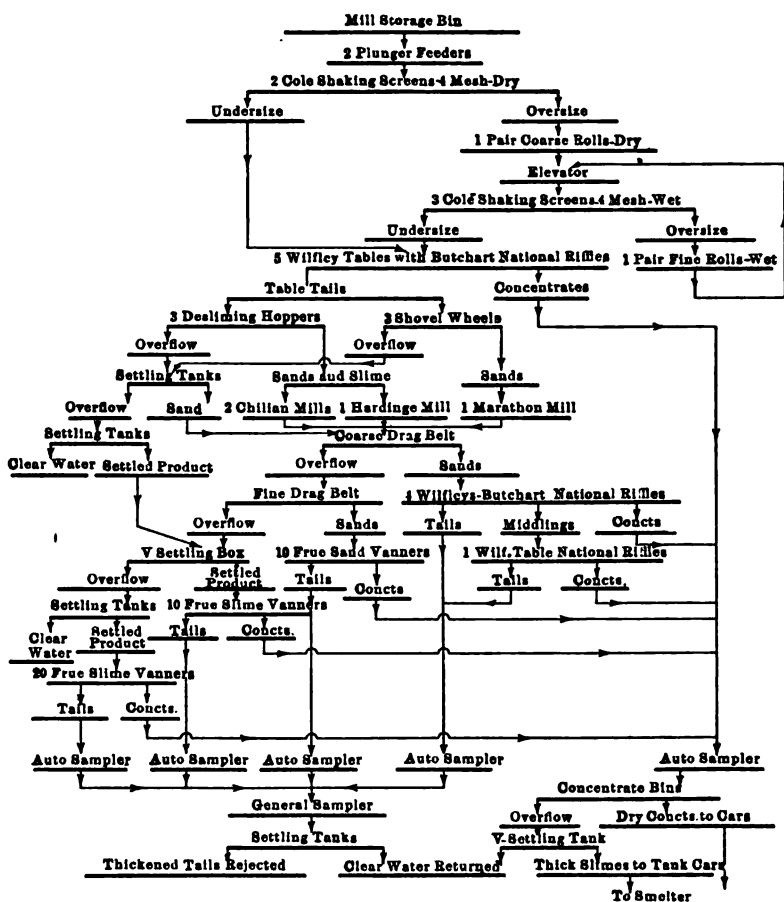 Mill Storage Bin
2 Plunger Feeders
2 Cole Shaking Screens-4 Mesh-Dry
Undersize
Oversize
1 Pair Coarse Rolls-Dry
Elevator
3 Cole Shaking Screens-4 Mesh-Wet
Undersize
Oversize
5 Wilfley Tables with Butchart National Riffles
1 Pair Fine Rolls-Wet
Table Tails
Concentrates
3 Desliming Hoppers
3 Shovel Wheels
Overflow
Overflow
Settling Tanks
Sands and Slime
Sands
Overflow
Sand
2 Chilian Mills
1 Hardinge Mill
1 Marathon Mill
Settling Tanks
Coarse Drag Belt
Clear Water
Settled Product
Overflow
Sands
Fine Drag Belt
4 Wilfleys-Butchart National Riffles
Overflow
Sands
Tails
Middlings
Concts
V Settling Box
10 Frue Sand Vanners
1 Wilf. Table National Riffles
Overflow
Settled
Product
Tails
Concts
Tails
Concts.
Settling Tanks
10 Frue Slime Vanners
Clear
Water
Settled
Product
Tails
Concts.
20 Frue Slime Vanners
Tails
Concts.
Auto Sampler
Auto Sampler
Auto Sampler
Auto Sampler
Auto Sampler
Concentrate Bins
General Sampler
Overflow
Dry Concts. to Cars
Settling Tanks
V-Settling Tank
Thickened Tails Rejected
Clear Water Returned
Thick Slimes to Tank Cars
To Smelter